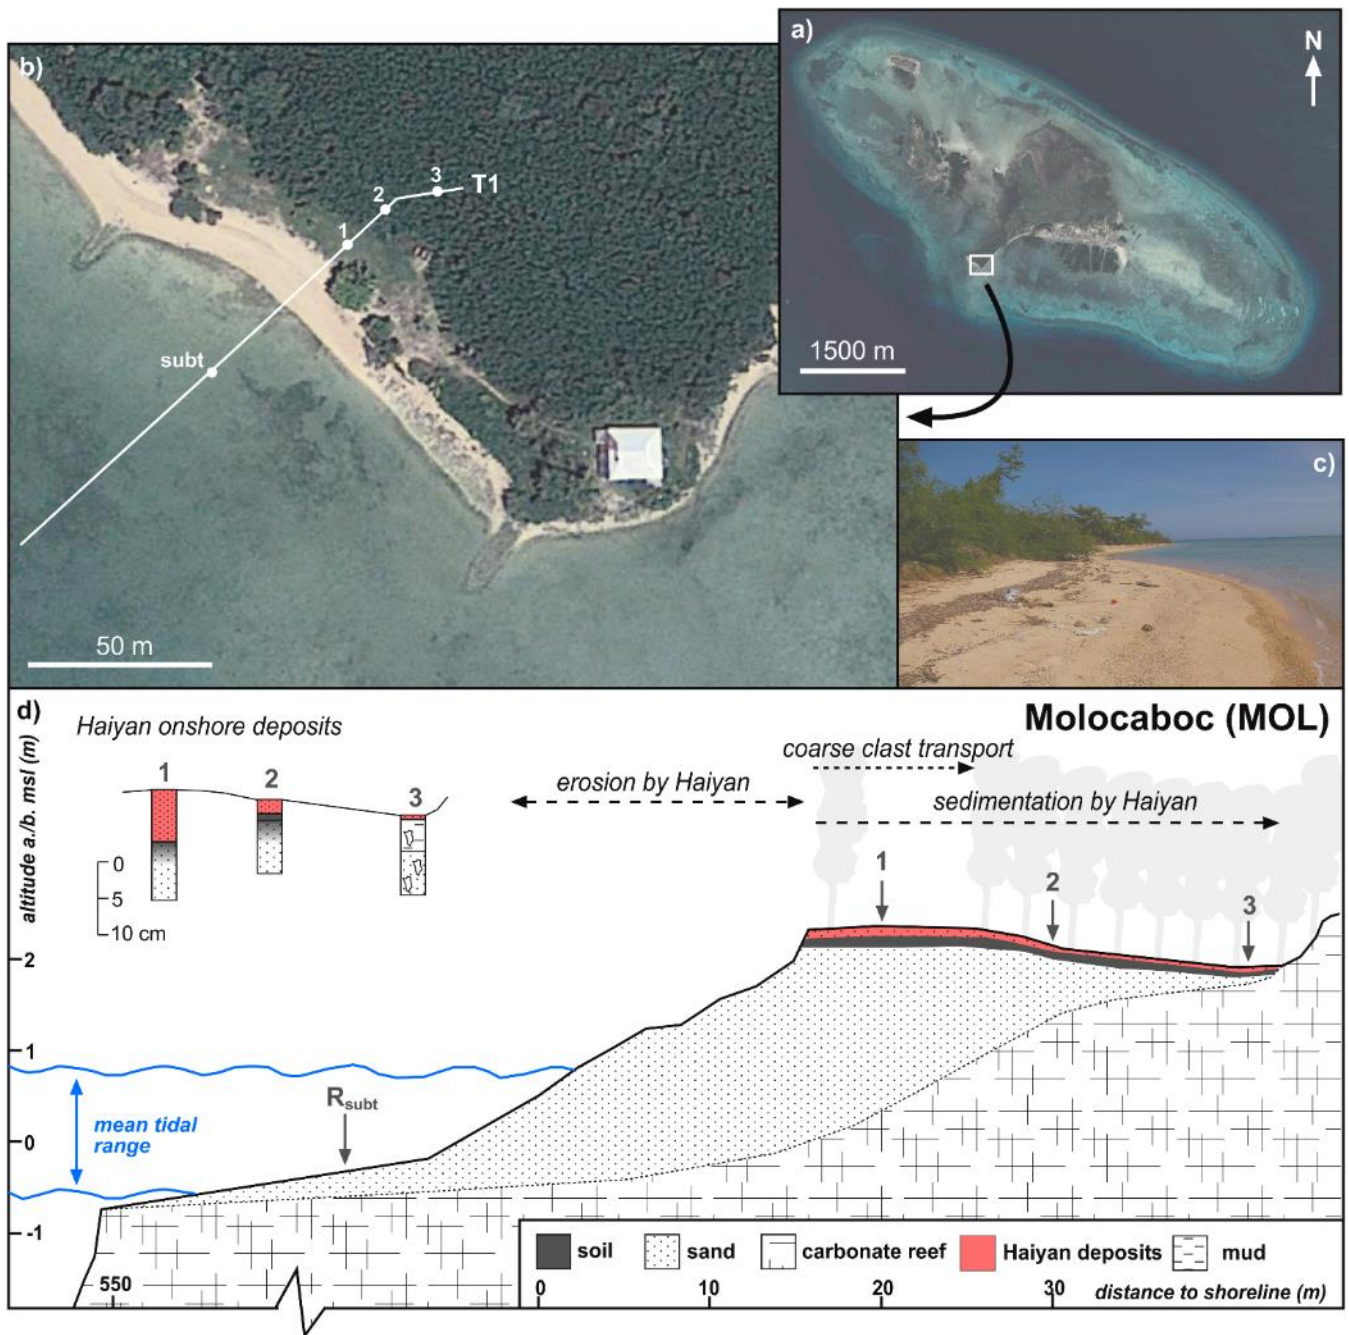 a)
N
1500 m
b)
1
2
3
T1
subt
50 m
c)
d)
Molocaboc (MOL)
Haiyan onshore deposits
1
2
3
0
5
10 cm
altitude a./b. msl (m)
coarse clast transport
erosion by Haiyan
sedimentation by Haiyan
1
2
3
2
1
0
-1
mean tidal
range
Rsubt
soil
sand
carbonate reef
Haiyan deposits
mud
550
0
10
20
30
distance to shoreline (m)